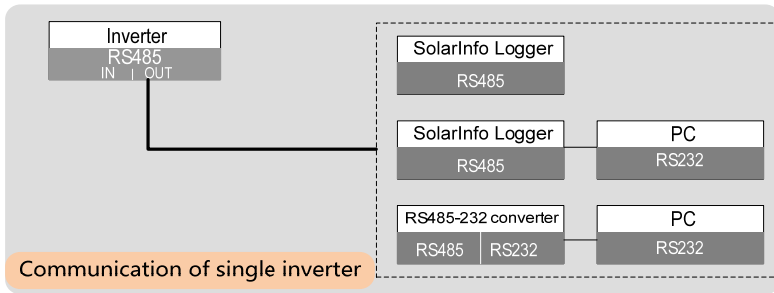 Inverter
RS485
IN | OUT
SolarInfo Logger
RS485
SolarInfo Logger
RS485
PC
RS232
RS485-232 converter
RS485 RS232
PC
RS232
Communication of single inverter